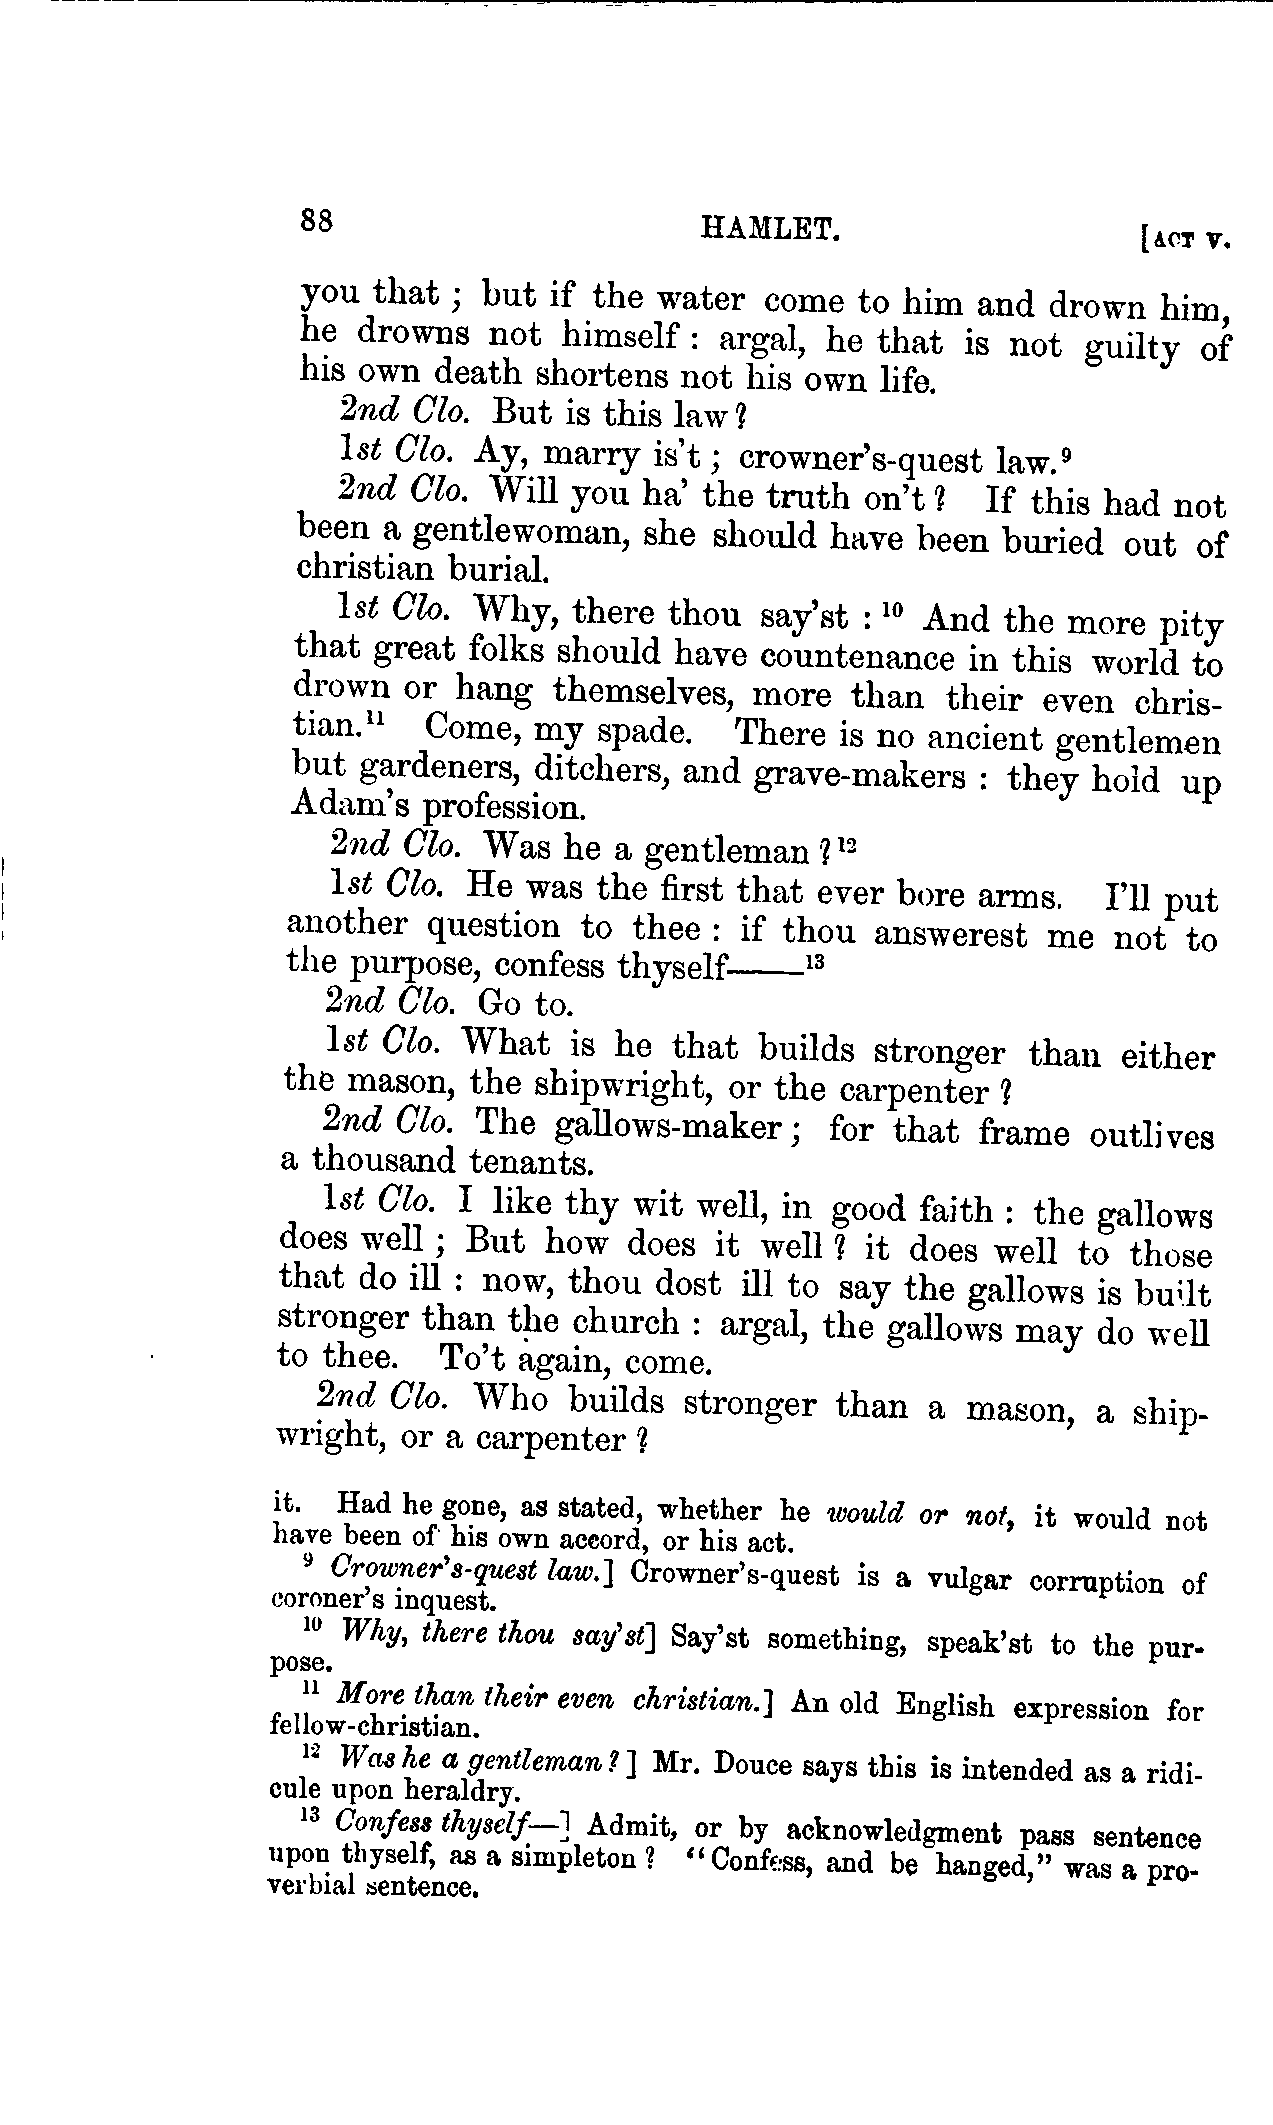 88 HAMLET. [ACT V.
you that ; but if the water come to him and drown him,
he drowns not himself : argal, he that is not guilty of
his own death shortens not his own life.
2nd Clo. But is this law?
1st Clo. Ay, marry is't ; crowner's-quest law.⁹
2nd Clo. Will you ha' the truth on't? If this had not
been a gentlewoman, she should have been buried out of
christian burial.
1st Clo. Why, there thou say'st : ¹⁰ And the more pity
that great folks should have countenance in this world to
drown or hang themselves, more than their even chris-
tian.¹¹ Come, my spade. There is no ancient gentlemen
but gardeners, ditchers, and grave-makers : they hold up
Adam's profession.
2nd Clo. Was he a gentleman ?¹²
1st Clo. He was the first that ever bore arms. I'll put
another question to thee : if thou answerest me not to
the purpose, confess thyself——¹³
2nd Clo. Go to.
1st Clo. What is he that builds stronger than either
the mason, the shipwright, or the carpenter ?
2nd Clo. The gallows-maker ; for that frame outlives
a thousand tenants.
1st Clo. I like thy wit well, in good faith : the gallows
does well ; But how does it well ? it does well to those
that do ill : now, thou dost ill to say the gallows is built
stronger than the church : argal, the gallows may do well
to thee. To't again, come.
2nd Clo. Who builds stronger than a mason, a ship-
wright, or a carpenter ?
it. Had he gone, as stated, whether he would or not, it would not
have been of his own accord, or his act.
⁹ Crowner's-quest law.] Crowner's-quest is a vulgar corruption of
coroner's inquest.
¹⁰ Why, there thou say'st] Say'st something, speak'st to the pur-
pose.
¹¹ More than their even christian.] An old English expression for
fellow-christian.
¹² Was he a gentleman ? ] Mr. Douce says this is intended as a ridi-
cule upon heraldry.
¹³ Confess thyself—] Admit, or by acknowledgment pass sentence
upon thyself, as a simpleton ? "Confess, and be hanged," was a pro-
verbial sentence.